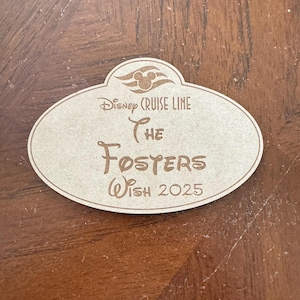 Disney CRUISE LINE
The
Fosters
Wish 2025